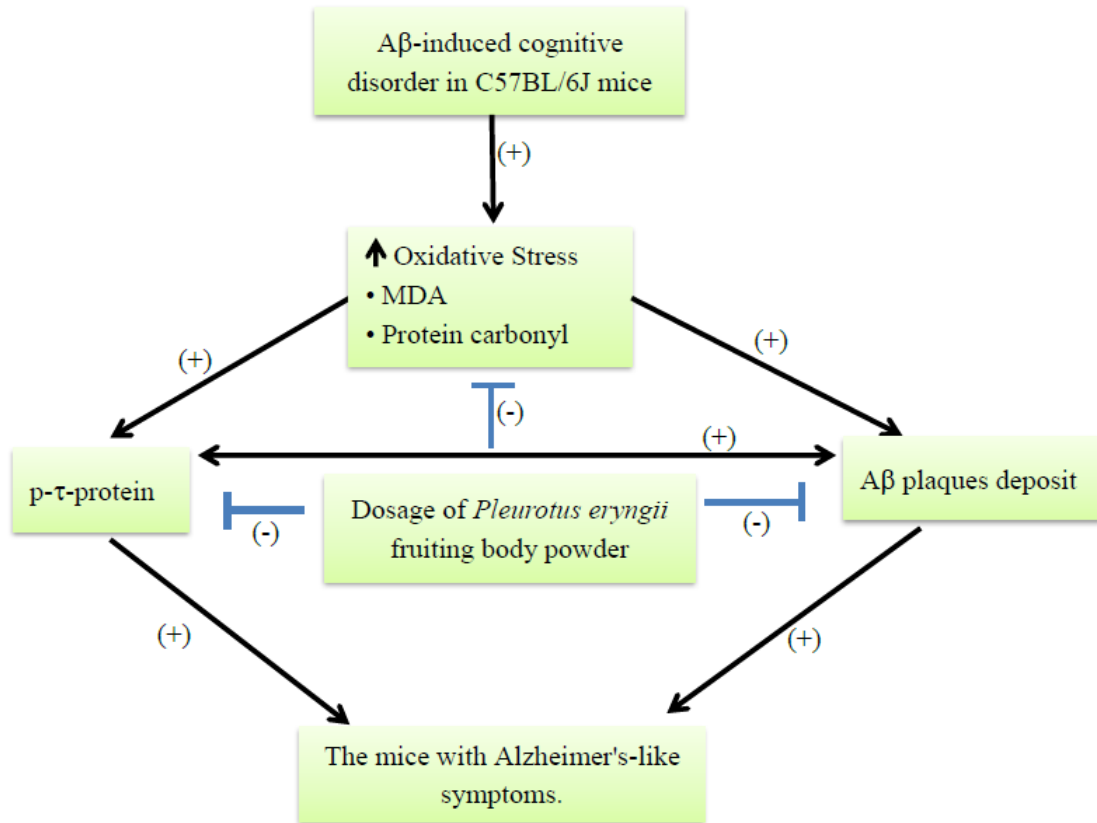 Aβ-induced cognitive
disorder in C57BL/6J mice
(+)
↑ Oxidative Stress
• MDA
• Protein carbonyl
(+)
(+)
(-)
(+)
p-τ-protein
Aβ plaques deposit
Dosage of Pleurotus eryngii
fruiting body powder
(-)
(-)
(+)
(+)
The mice with Alzheimer's-like
symptoms.